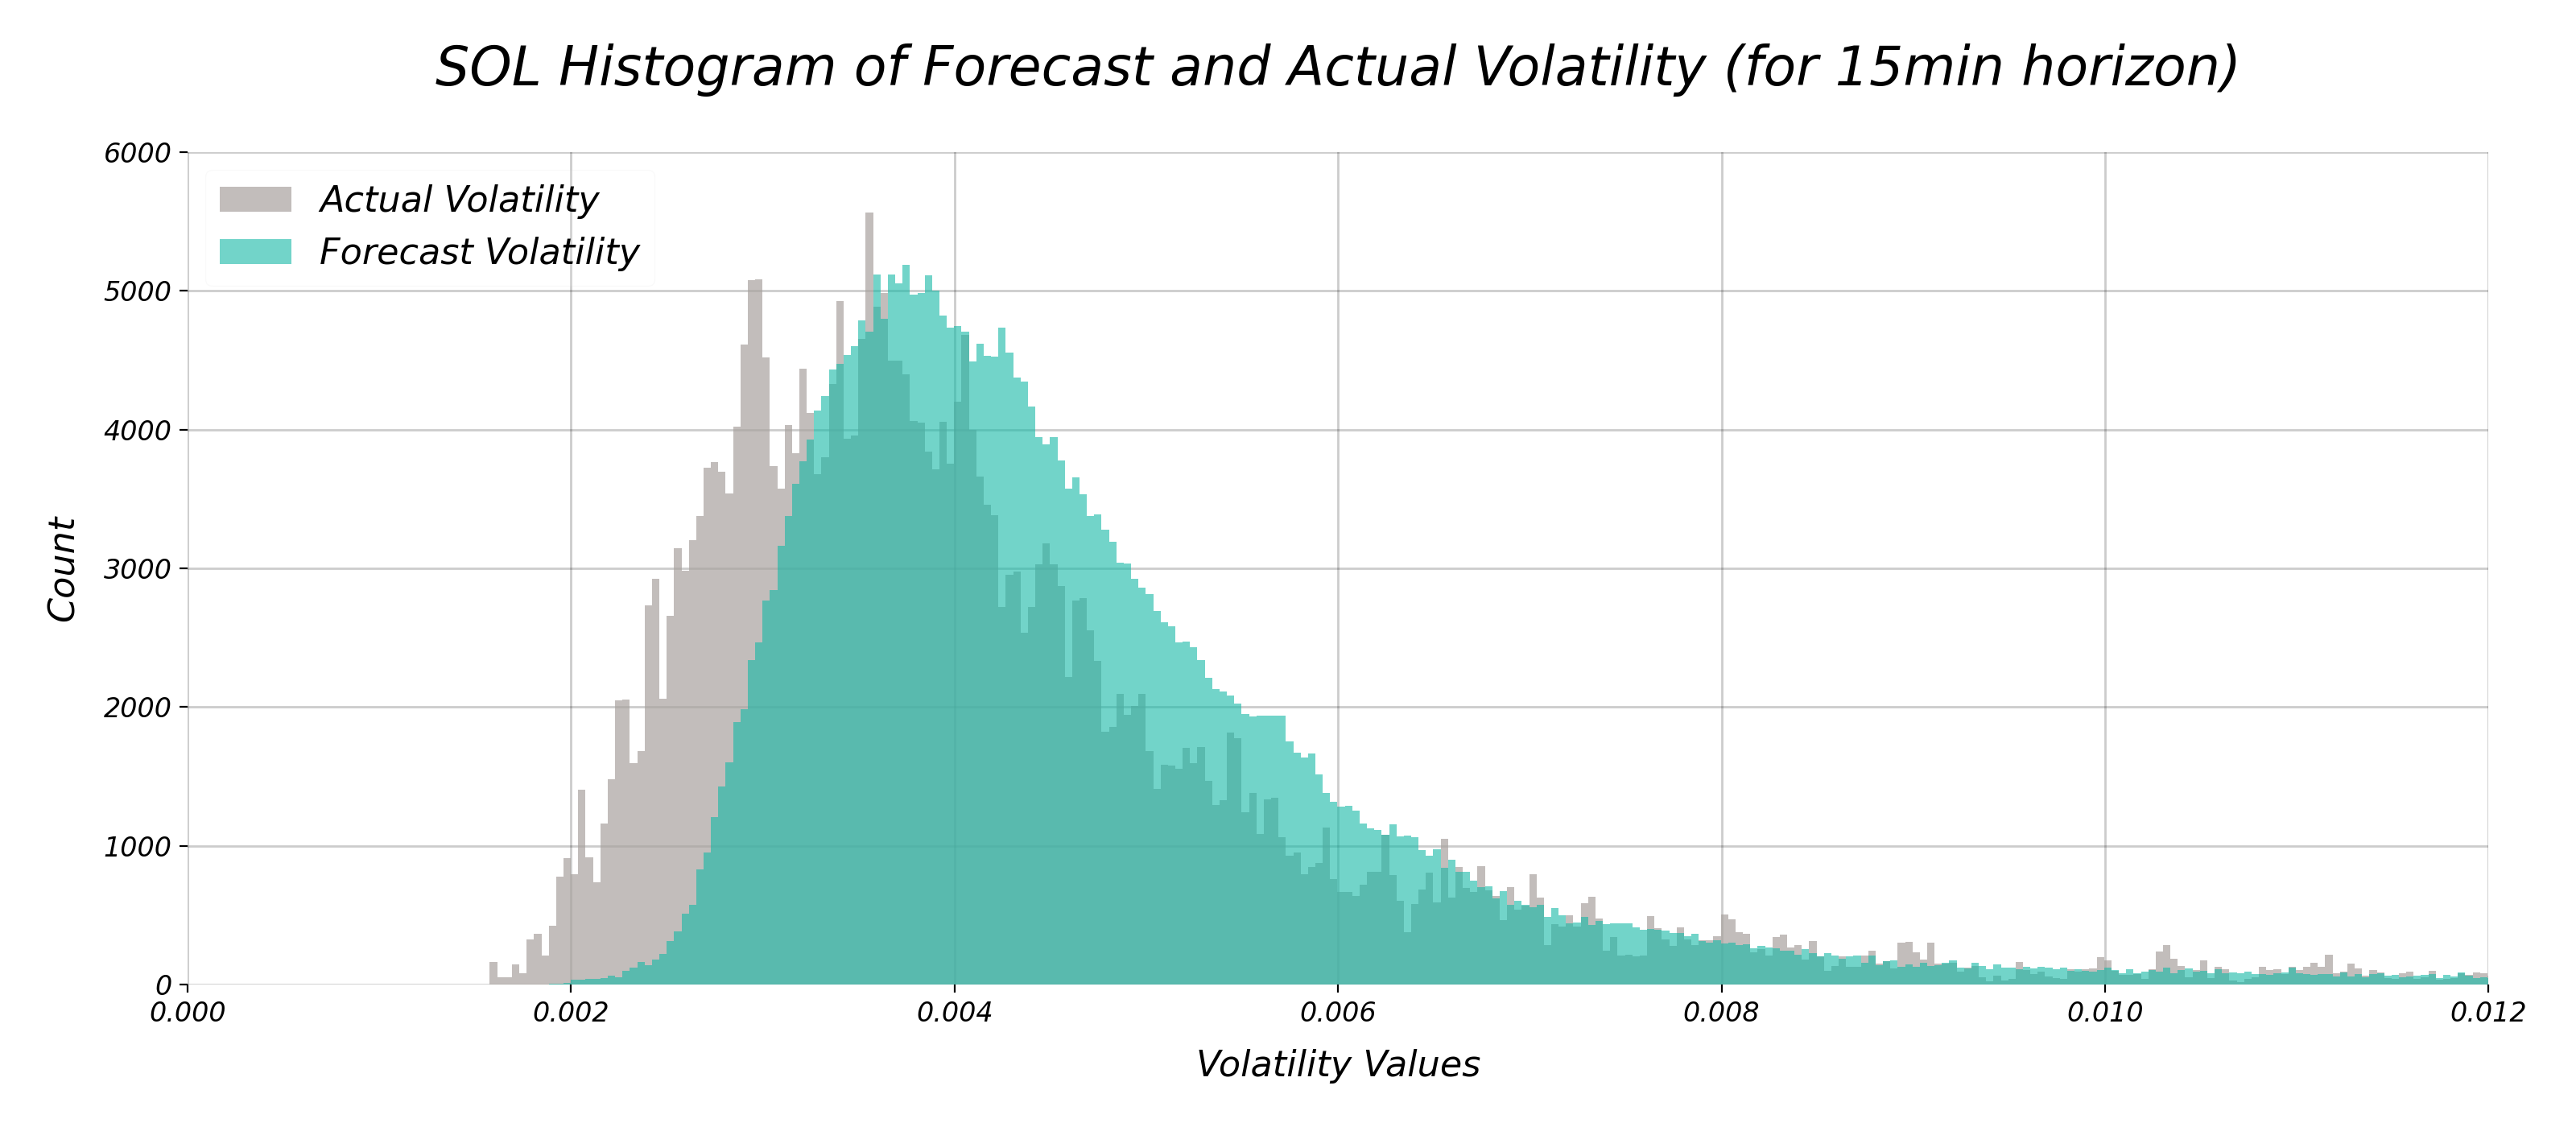 SOL Histogram of Forecast and Actual Volatility (for 15min horizon)
6000
5000
4000
3000
2000
1000
0
Count
Actual Volatility
Forecast Volatility
0.000 0.002 0.004 0.006 0.008 0.010 0.012
Volatility Values